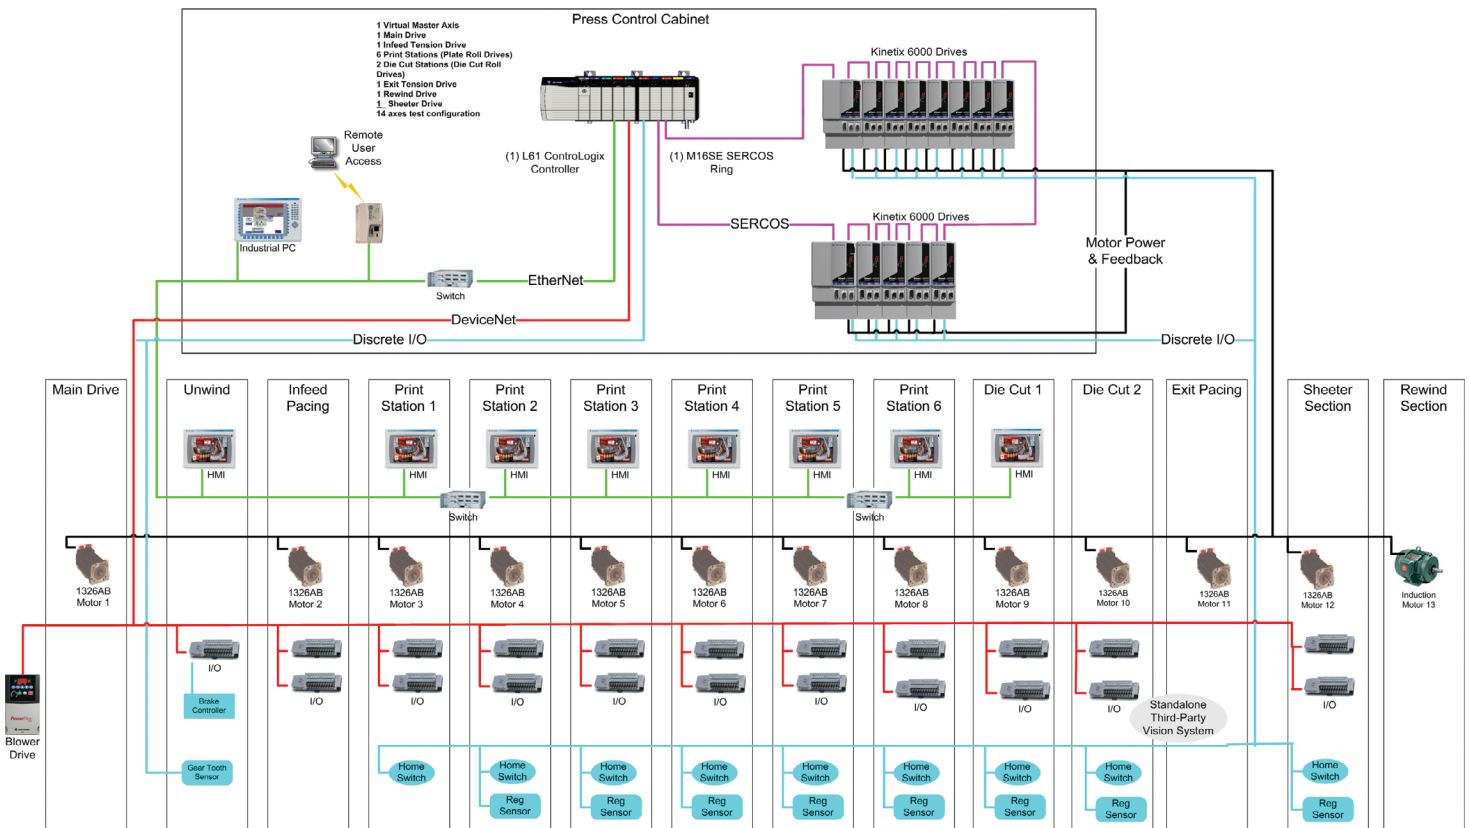 Press Control Cabinet
1 Virtual Master Axis
1 Main Drive
1 Infeed Tension Drive
6 Print Stations (Plate Roll Drives)
2 Die Cut Stations (Die Cut Roll
Drives)
1 Exit Tension Drive
1 Rewind Drive
1 Sheeter Drive
14 axes test configuration
Kinetix 6000 Drives
Remote
User
Access
(1) L61 ControLogix
Controller
(1) M16SE SERCOS
Ring
Industrial PC
SERCOS
Kinetix 6000 Drives
Motor Power
& Feedback
EtherNet
Switch
DeviceNet
Discrete I/O
Discrete I/O
Main Drive
Unwind
Infeed
Pacing
Print
Station 1
Print
Station 2
Print
Station 3
Print
Station 4
Print
Station 5
Print
Station 6
Die Cut 1
Die Cut 2
Exit Pacing
Sheeter
Section
Rewind
Section
HMI
HMI
HMI
HMI
HMI
HMI
HMI
HMI
Switch
Switch
1326AB
Motor 1
1326AB
Motor 2
1326AB
Motor 3
1326AB
Motor 4
1326AB
Motor 5
1326AB
Motor 6
1326AB
Motor 7
1326AB
Motor 8
1326AB
Motor 9
1326AB
Motor 10
1326AB
Motor 11
1326AB
Motor 12
Induction
Motor 13
I/O
I/O
I/O
I/O
I/O
I/O
I/O
I/O
I/O
I/O
I/O
Brake
Controller
Standalone
Third-Party
Vision System
PowerFlex
Blower
Drive
Gear Tooth
Sensor
Home
Switch
Home
Switch
Home
Switch
Home
Switch
Home
Switch
Home
Switch
Home
Switch
Home
Switch
Home
Switch
Reg
Sensor
Reg
Sensor
Reg
Sensor
Reg
Sensor
Reg
Sensor
Reg
Sensor
Reg
Sensor
Reg
Sensor